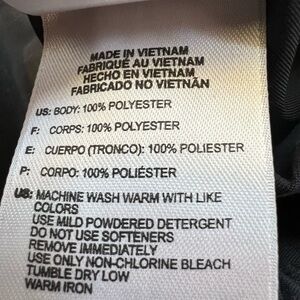 MADE IN VIETNAM
FABRIQUÉ AU VIETNAM
HECHO EN VIETNAM
FABRICADO NO VIETNÃN
US: BODY: 100% POLYESTER
F: CORPS: 100% POLYESTER
E: CUERPO (TRONCO): 100% POLIESTER
P: CORPO: 100% POLIÉSTER
US: MACHINE WASH WARM WITH LIKE
COLORS
USE MILD POWDERED DETERGENT
DO NOT USE SOFTENERS
REMOVE IMMEDIATELY
USE ONLY NON-CHLORINE BLEACH
TUMBLE DRY LOW
WARM IRON